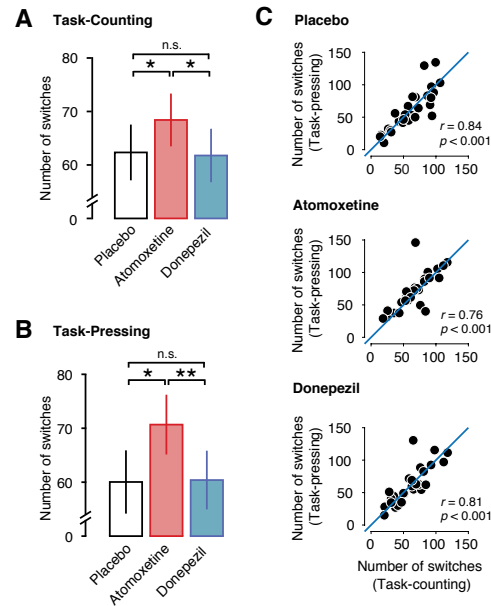 A Task-Counting
Number of switches
80
70
60
0
n.s.
* *
Placebo
Atomoxetine
Donepezil
B Task-Pressing
Number of switches
80
70
60
0
n.s.
* **
Placebo
Atomoxetine
Donepezil
C Placebo
Number of switches
(Task-pressing)
150
100
50
0
0 50 100 150
r = 0.84
p < 0.001
Atomoxetine
Number of switches
(Task-pressing)
150
100
50
0
0 50 100 150
r = 0.76
p < 0.001
Donepezil
Number of switches
(Task-pressing)
150
100
50
0
0 50 100 150
r = 0.81
p < 0.001
Number of switches
(Task-counting)